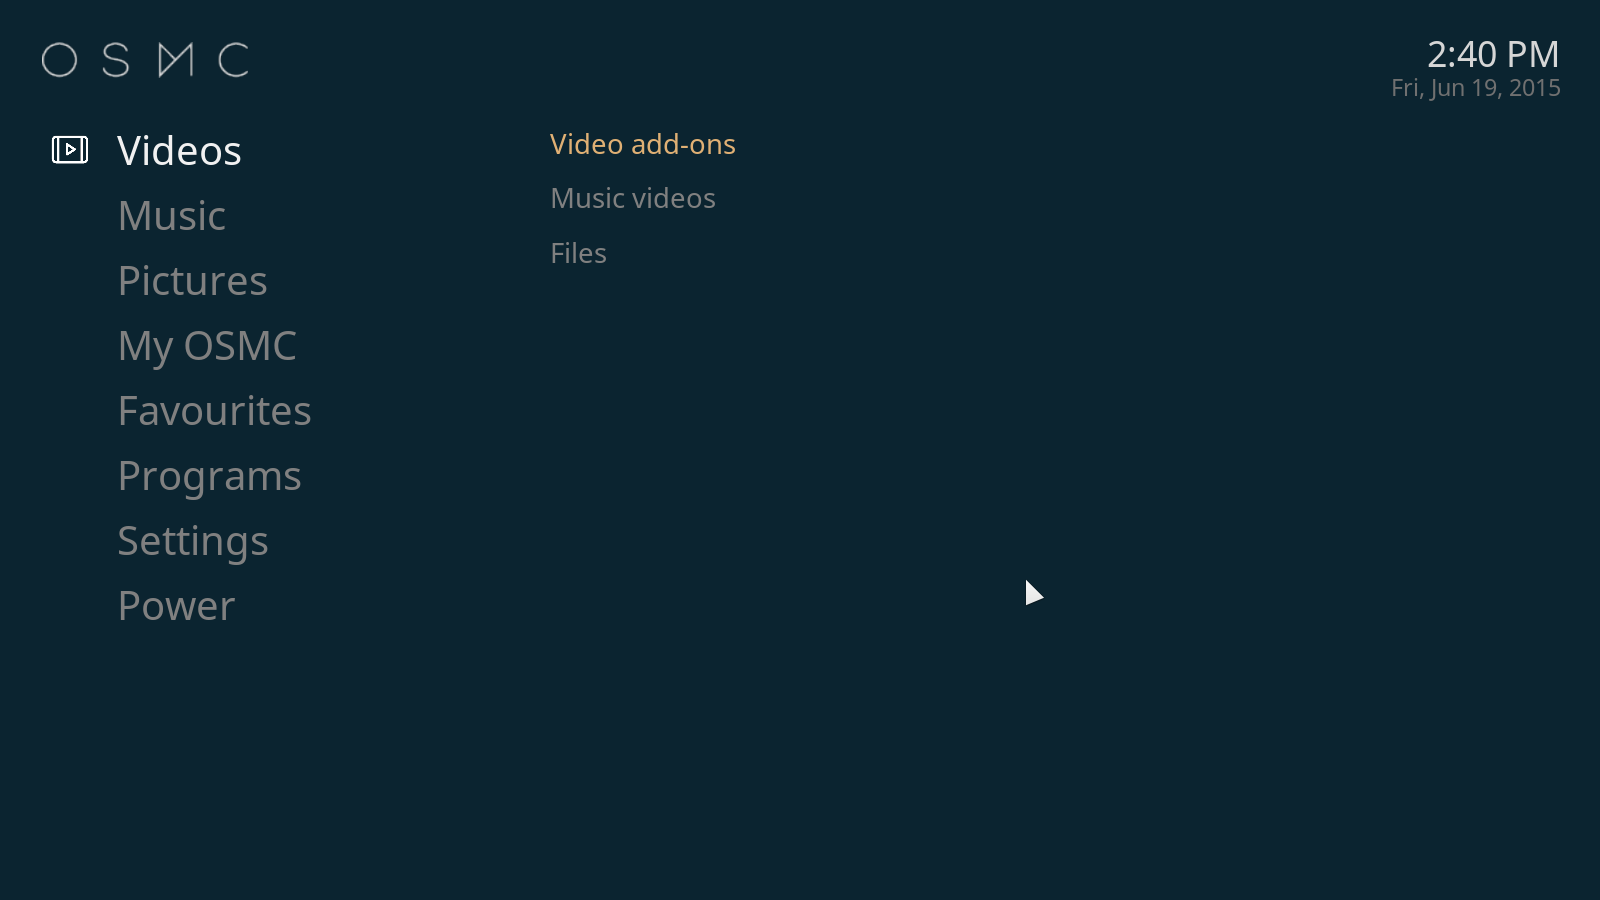 OSMC
2:40 PM
Fri, Jun 19, 2015
Videos
Music
Pictures
My OSMC
Favourites
Programs
Settings
Power
Video add-ons
Music videos
Files